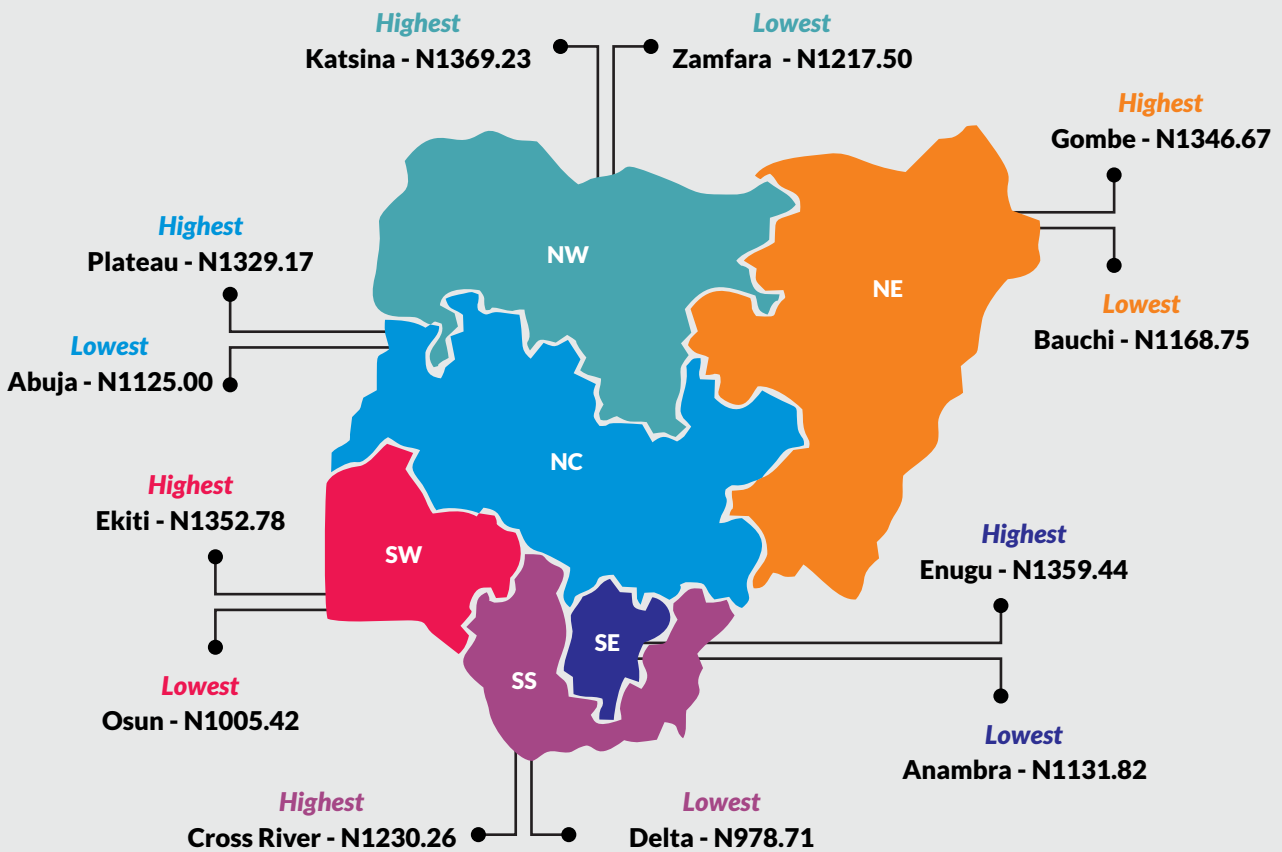 Highest
Katsina - N1369.23
Lowest
Zamfara - N1217.50
Highest
Gombe - N1346.67
Lowest
Bauchi - N1168.75
Highest
Plateau - N1329.17
Lowest
Abuja - N1125.00
NW
NE
NC
SW
SE
SS
Highest
Ekiti - N1352.78
Lowest
Osun - N1005.42
Highest
Enugu - N1359.44
Lowest
Anambra - N1131.82
Highest
Cross River - N1230.26
Lowest
Delta - N978.71